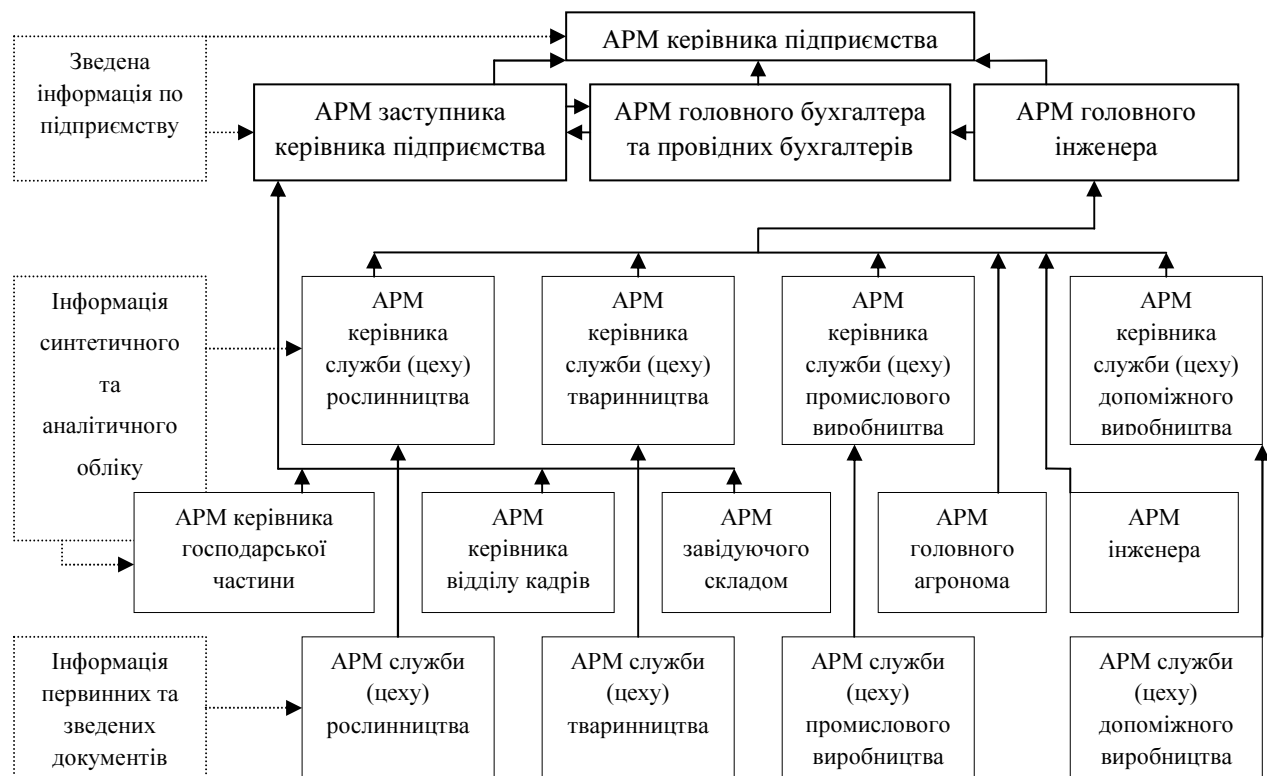 АРМ керівника підприємства
Зведена
інформація по
підприємству
АРМ заступника
керівника підприємства
АРМ головного бухгалтера
та провідних бухгалтерів
АРМ головного
інженера
Інформація
синтетичного
та
аналітичного
обліку
АРМ
керівника
служби (цеху)
рослинництва
АРМ
керівника
служби (цеху)
тваринництва
АРМ
керівника
служби (цеху)
промислового
виробництва
АРМ
керівника
служби (цеху)
допоміжного
виробництва
АРМ керівника
господарської
частини
АРМ
керівника
відділу кадрів
АРМ
завідуючого
складом
АРМ
головного
агронома
АРМ
інженера
Інформація
первинних та
зведених
документів
АРМ служби
(цеху)
рослинництва
АРМ служби
(цеху)
тваринництва
АРМ служби
(цеху)
промислового
виробництва
АРМ служби
(цеху)
допоміжного
виробництва